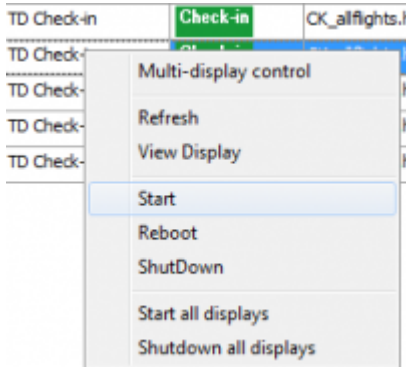 TD Check-in Check-in CK_allflights.h
TD Check-
Multi-display control
TD Check-
Refresh
TD Check-
View Display
TD Check-
Start
Reboot
ShutDown
Start all displays
Shutdown all displays